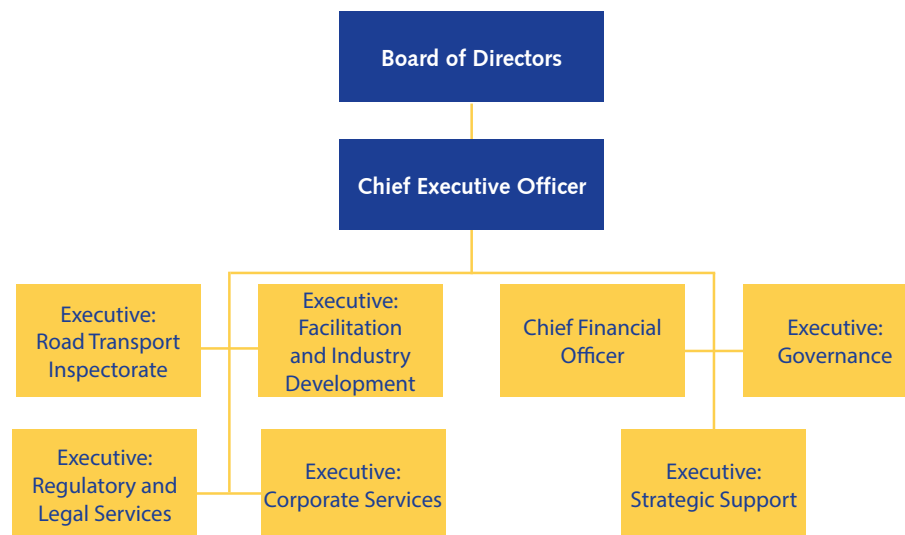 Board of Directors
Chief Executive Officer
Executive:
Road Transport
Inspectorate
Executive:
Facilitation
and Industry
Development
Chief Financial
Officer
Executive:
Governance
Executive:
Regulatory and
Legal Services
Executive:
Corporate Services
Executive:
Strategic Support